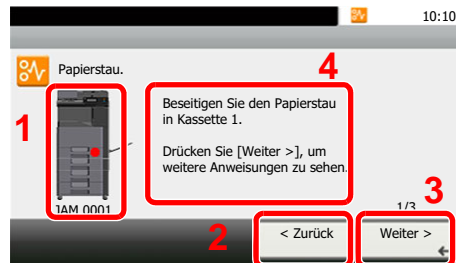 10:10
Papierstau.
4
1
Beseitigen Sie den Papierstau
in Kassette 1.
Drücken Sie [Weiter >], um
weitere Anweisungen zu sehen.
JAM 0001
1/3
3
2
< Zurück
Weiter >